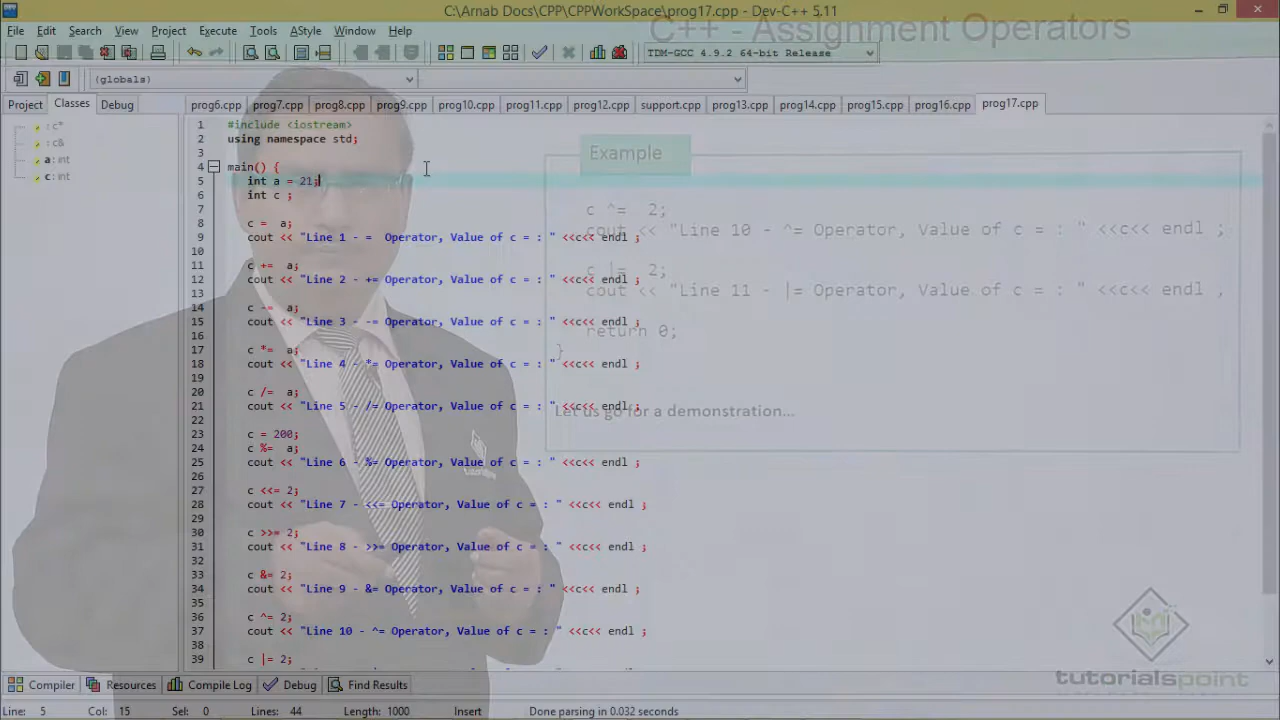 C:\Arnab Docs\CPP\CPPWorkSpace\prog17.cpp - Dev-C++ 5.11
C++ - Assignment Operators
File Edit Search View Project Execute Tools AStyle Window Help
TDM-GCC 4.9.2 64-bit Release
(globals)
Project Classes Debug
prog6.cpp prog7.cpp prog8.cpp prog9.cpp prog10.cpp prog11.cpp prog12.cpp support.cpp prog13.cpp prog14.cpp prog15.cpp prog16.cpp prog17.cpp
: c*
: c&
a: int
c: int
1 #include <iostream>
2 using namespace std;
3
4 main() {
5 int a = 21;
6 int c ;
7
8 c =  a;
9 cout << "Line 1 - =  Operator, Value of c = : " <<c<< endl ;
10
11 c +=  a;
12 cout << "Line 2 - += Operator, Value of c = : " <<c<< endl ;
13
14 c -=  a;
15 cout << "Line 3 - -= Operator, Value of c = : " <<c<< endl ;
16
17 c *=  a;
18 cout << "Line 4 - *= Operator, Value of c = : " <<c<< endl ;
19
20 c /=  a;
21 cout << "Line 5 - /= Operator, Value of c = : " <<c<< endl ;
22
23 c = 200;
24 c %=  a;
25 cout << "Line 6 - %= Operator, Value of c = : " <<c<< endl ;
26
27 c <<= 2;
28 cout << "Line 7 - <<= Operator, Value of c = : " <<c<< endl ;
29
30 c >>= 2;
31 cout << "Line 8 - >>= Operator, Value of c = : " <<c<< endl ;
32
33 c &= 2;
34 cout << "Line 9 - &= Operator, Value of c = : " <<c<< endl ;
35
36 c ^= 2;
37 cout << "Line 10 - ^= Operator, Value of c = : " <<c<< endl ;
38
39 c |= 2;
Example
c ^=  2;
cout << "Line 10 - ^= Operator, Value of c = : " <<c<< endl ;
c |=  2;
cout << "Line 11 - |= Operator, Value of c = : " <<c<< endl ;
return 0;
}
Let us go for a demonstration...
tutorialspoint
Compiler Resources Compile Log Debug Find Results
Line: 5 Col: 15 Sel: 0 Lines: 44 Length: 1000 Insert Done parsing in 0.032 seconds